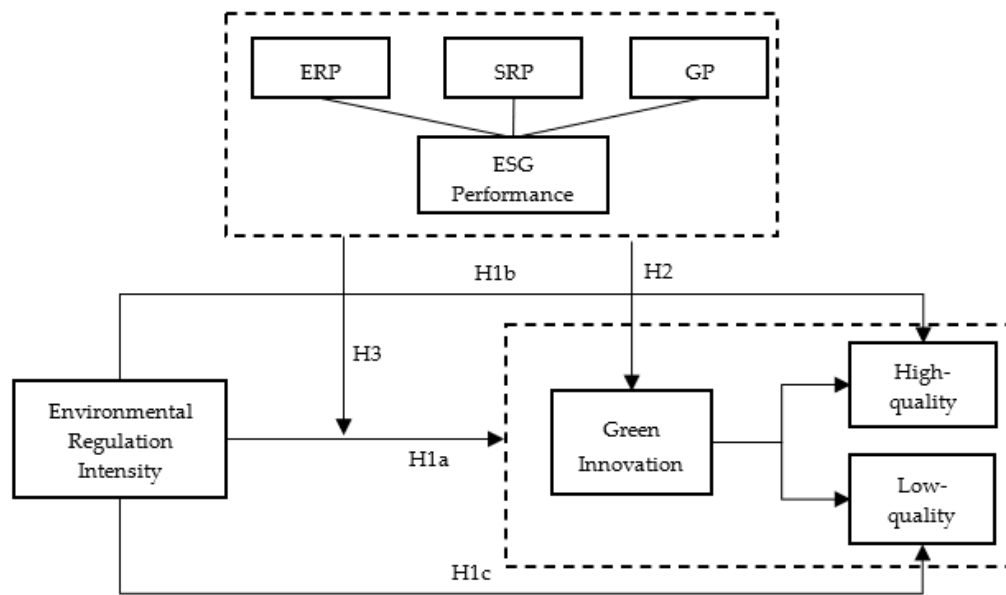 ERP
SRP
GP
ESG
Performance
H1b
H2
H3
High-
quality
Environmental
Regulation
Intensity
Green
Innovation
H1a
Low-
quality
H1c